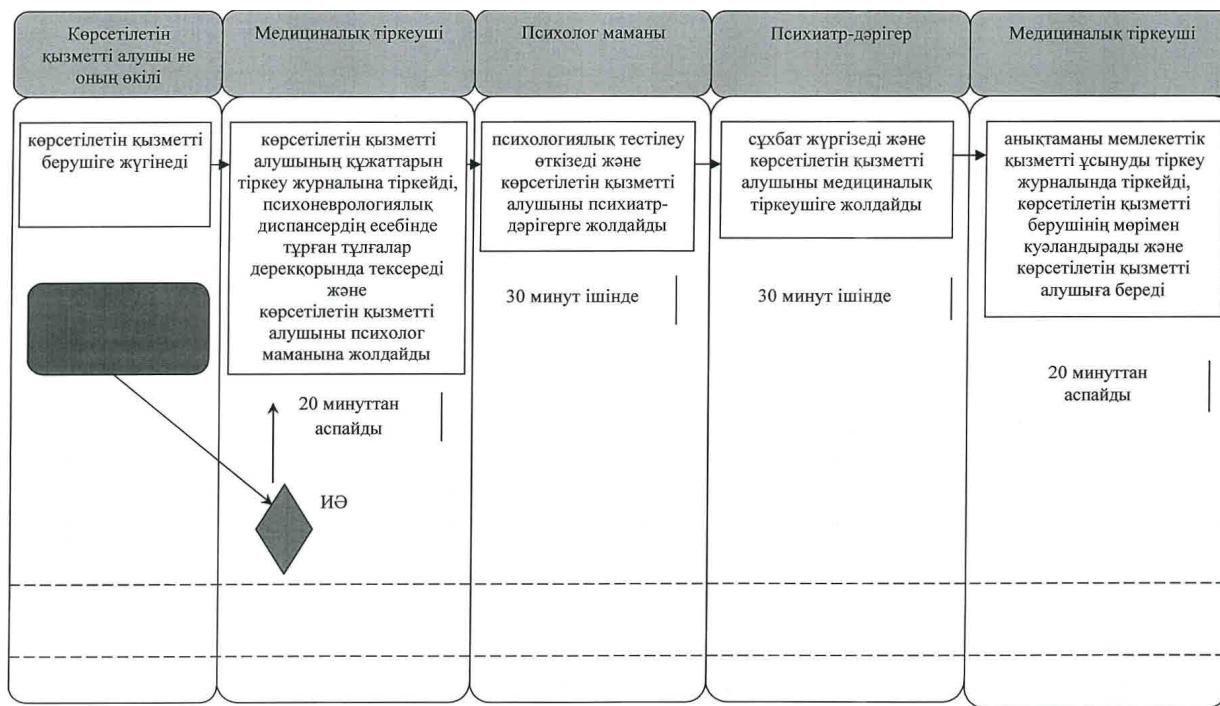 Көрсетілетін
қызметті алушы не
оның өкілі
Медициналық тіркеуші
Психолог маманы
Психиатр-дәрігер
Медициналық тіркеуші
көрсетілетін қызметті
берушіге жүгінеді
көрсетілетін қызметті
алушының құжаттарын
тіркеу журналына тіркейді,
психоневрологиялық
диспансердің есебінде
тұрған тұлғалар
дерекқорында тексереді
және
көрсетілетін қызметті
алушыны психолог
маманына жолдайды
20 минуттан
аспайды
ИӘ
психологиялық тестілеу
өткізеді және
көрсетілетін қызметті
алушыны психиатр-
дәрігерге жолдайды
30 минут ішінде
сұхбат жүргізеді және
көрсетілетін қызметті
алушыны медициналық
тіркеушіге жолдайды
30 минут ішінде
анықтаманы мемлекеттік
қызметті ұсынуды тіркеу
журналында тіркейді,
көрсетілетін қызметті
берушінің мөрімен
куәландырады және
көрсетілетін қызметті
алушыға береді
20 минуттан
аспайды